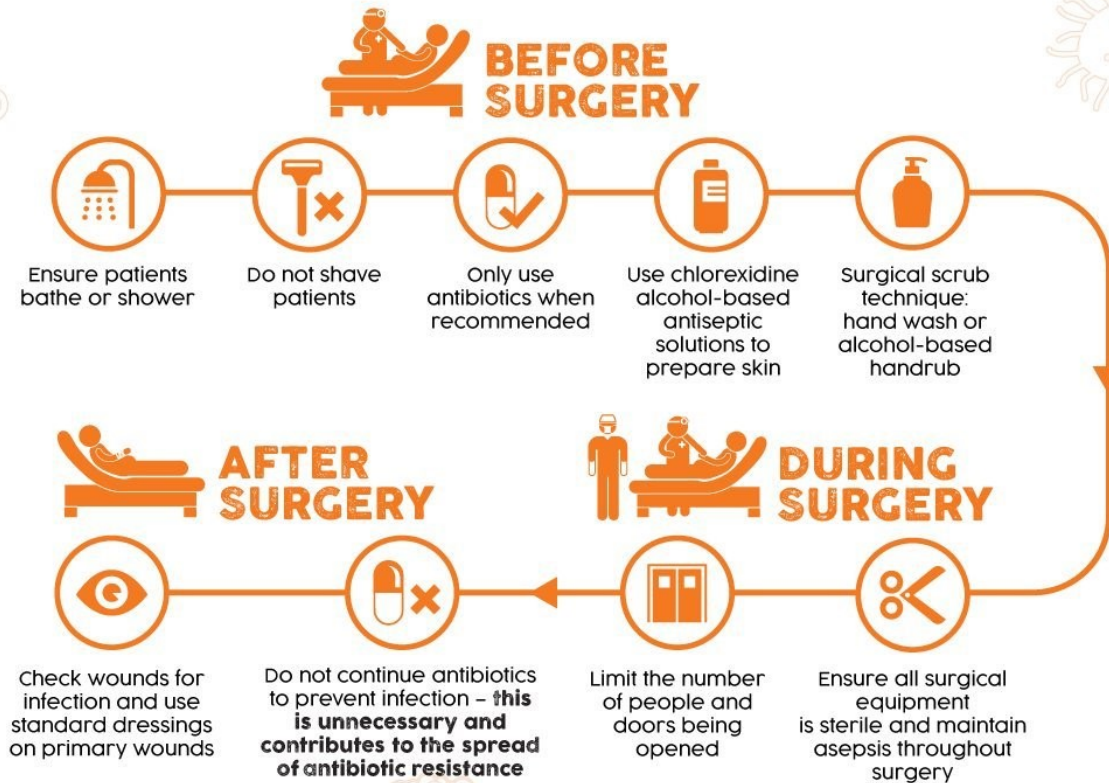 BEFORE
SURGERY
Ensure patients
bathe or shower
Do not shave
patients
Only use
antibiotics when
recommended
Use chlorexidine
alcohol-based
antiseptic
solutions to
prepare skin
Surgical scrub
technique:
hand wash or
alcohol-based
handrub
DURING
SURGERY
Ensure all surgical
equipment
is sterile and maintain
asepsis throughout
surgery
Limit the number
of people and
doors being
opened
AFTER
SURGERY
Do not continue antibiotics
to prevent infection – this
is unnecessary and
contributes to the spread
of antibiotic resistance
Check wounds for
infection and use
standard dressings
on primary wounds